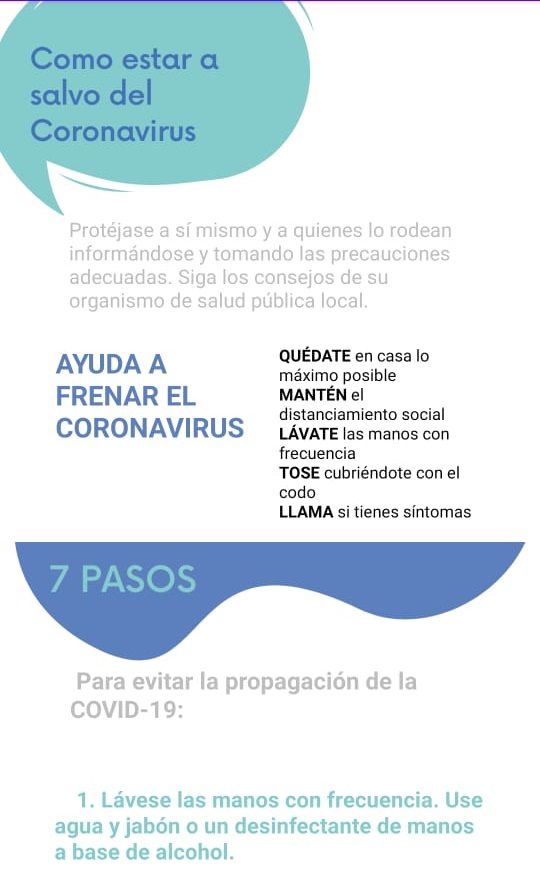 Como estar a
salvo del
Coronavirus
Protéjase a sí mismo y a quienes lo rodean
informándose y tomando las precauciones
adecuadas. Siga los consejos de su
organismo de salud pública local.
AYUDA A
FRENAR EL
CORONAVIRUS
QUÉDATE en casa lo
máximo posible
MANTÉN el
distanciamiento social
LÁVATE las manos con
frecuencia
TOSE cubriéndote con el
codo
LLAMA si tienes síntomas
7 PASOS
Para evitar la propagación de la
COVID-19:
1. Lávese las manos con frecuencia. Use
agua y jabón o un desinfectante de manos
a base de alcohol.